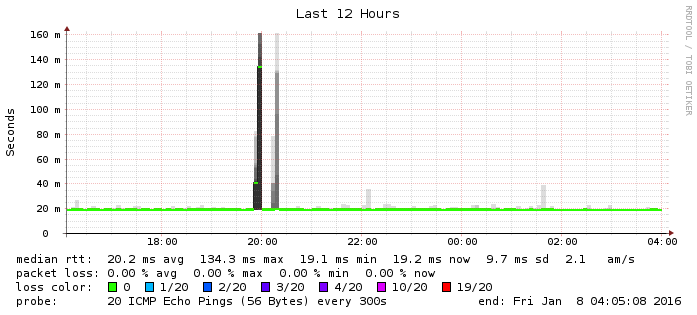 Last 12 Hours
RRDTOOL / TOBI OETIKER
Seconds
160 m
140 m
120 m
100 m
80 m
60 m
40 m
20 m
0
18:00 20:00 22:00 00:00 02:00 04:00
median rtt: 20.2 ms avg 134.3 ms max 19.1 ms min 19.2 ms now 9.7 ms sd 2.1 am/s
packet loss: 0.00 % avg 0.00 % max 0.00 % min 0.00 % now
loss color: 0 1/20 2/20 3/20 4/20 10/20 19/20
probe: 20 ICMP Echo Pings (56 Bytes) every 300s end: Fri Jan 8 04:05:08 2016